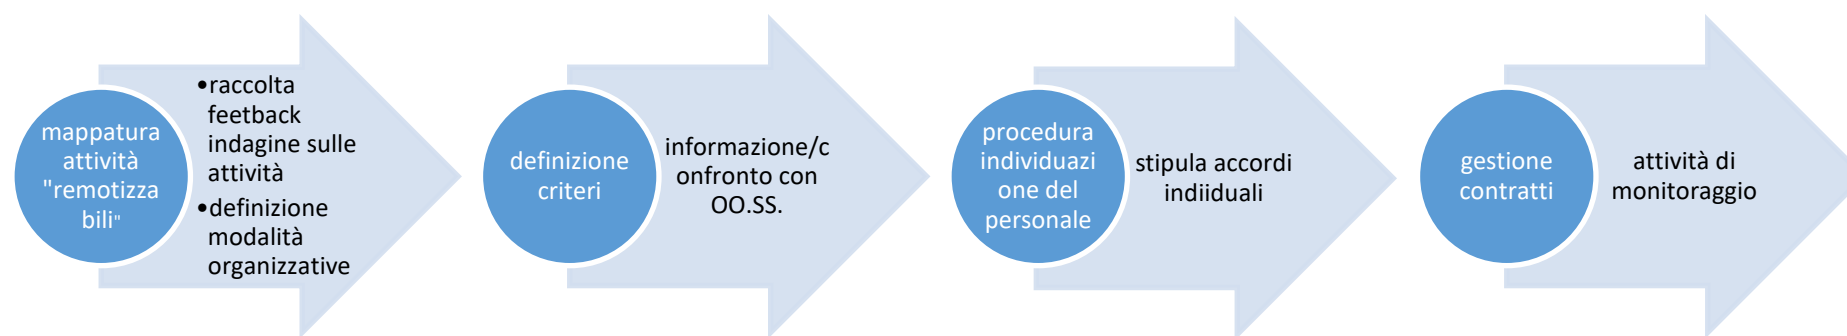 mappatura
attività
"remotizza
bili"
•raccolta
feetback
indagine sulle
attività
•definizione
modalità
organizzative
definizione
criteri
informazione/c
onfronto con
OO.SS.
procedura
individuazi
one del
personale
stipula accordi
indiiduali
gestione
contratti
attività di
monitoraggio